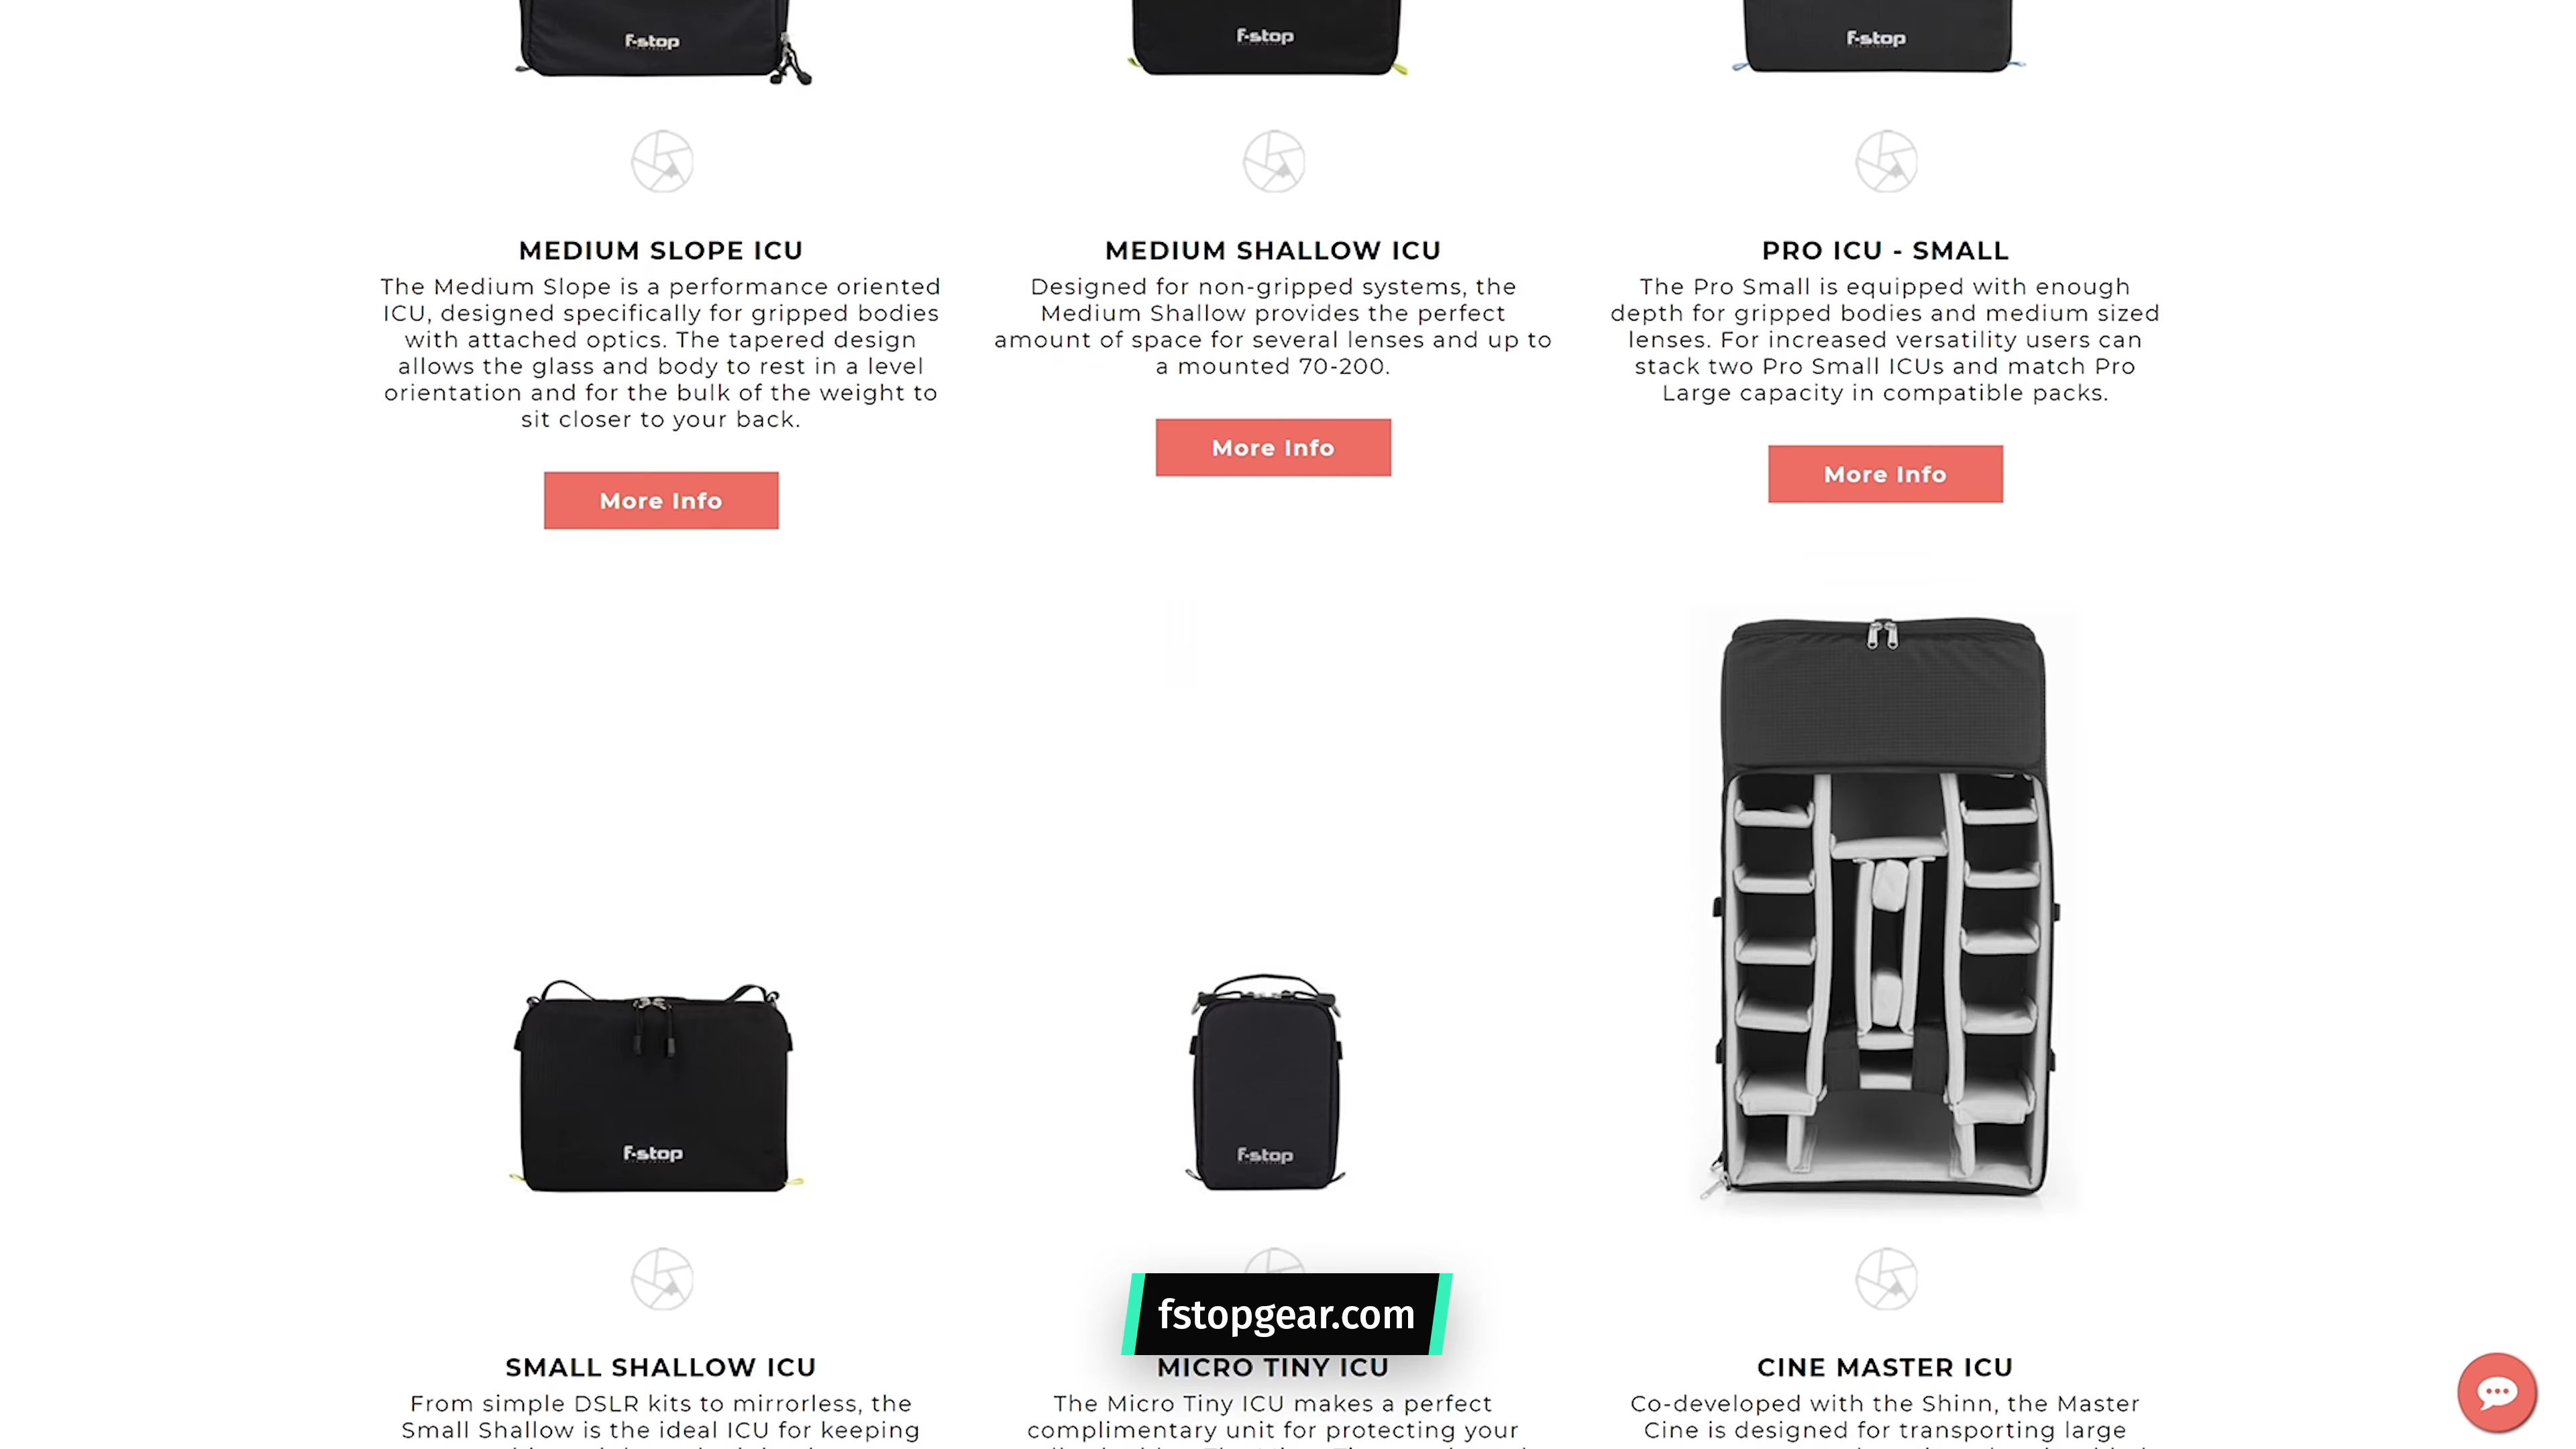 f-stop
f-stop
f-stop
MEDIUM SLOPE ICU
The Medium Slope is a performance oriented
ICU, designed specifically for gripped bodies
with attached optics. The tapered design
allows the glass and body to rest in a level
orientation and for the bulk of the weight to
sit closer to your back.
More Info
MEDIUM SHALLOW ICU
Designed for non-gripped systems, the
Medium Shallow provides the perfect
amount of space for several lenses and up to
a mounted 70-200.
More Info
PRO ICU - SMALL
The Pro Small is equipped with enough
depth for gripped bodies and medium sized
lenses. For increased versatility users can
stack two Pro Small ICUs and match Pro
Large capacity in compatible packs.
More Info
f-stop
f-stop
fstopgear.com
SMALL SHALLOW ICU
From simple DSLR kits to mirrorless, the
Small Shallow is the ideal ICU for keeping
MICRO TINY ICU
The Micro Tiny ICU makes a perfect
complimentary unit for protecting your
CINE MASTER ICU
Co-developed with the Shinn, the Master
Cine is designed for transporting large